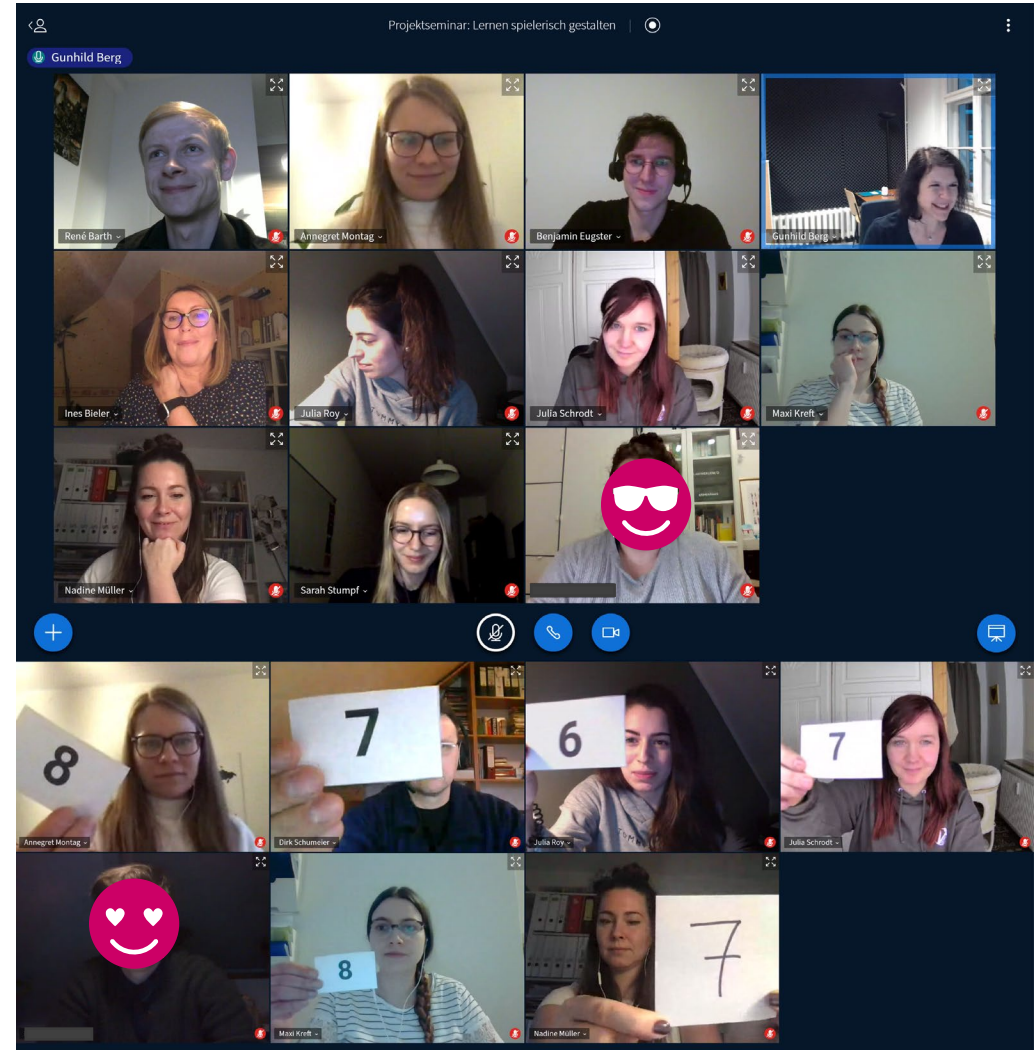 Projektseminar: Lernen spielerisch gestalten
Gunhild Berg
René Barth
Annegret Montag
Benjamin Eugster
Gunhild Berg
Ines Bieler
Julia Roy
Julia Schrodt
Maxi Kreft
Nadine Müller
Sarah Stumpf
8
7
6
7
Annegret Montag
Dirk Schumeier
Julia Roy
Julia Schrodt
8
7
Maxi Kreft
Nadine Müller